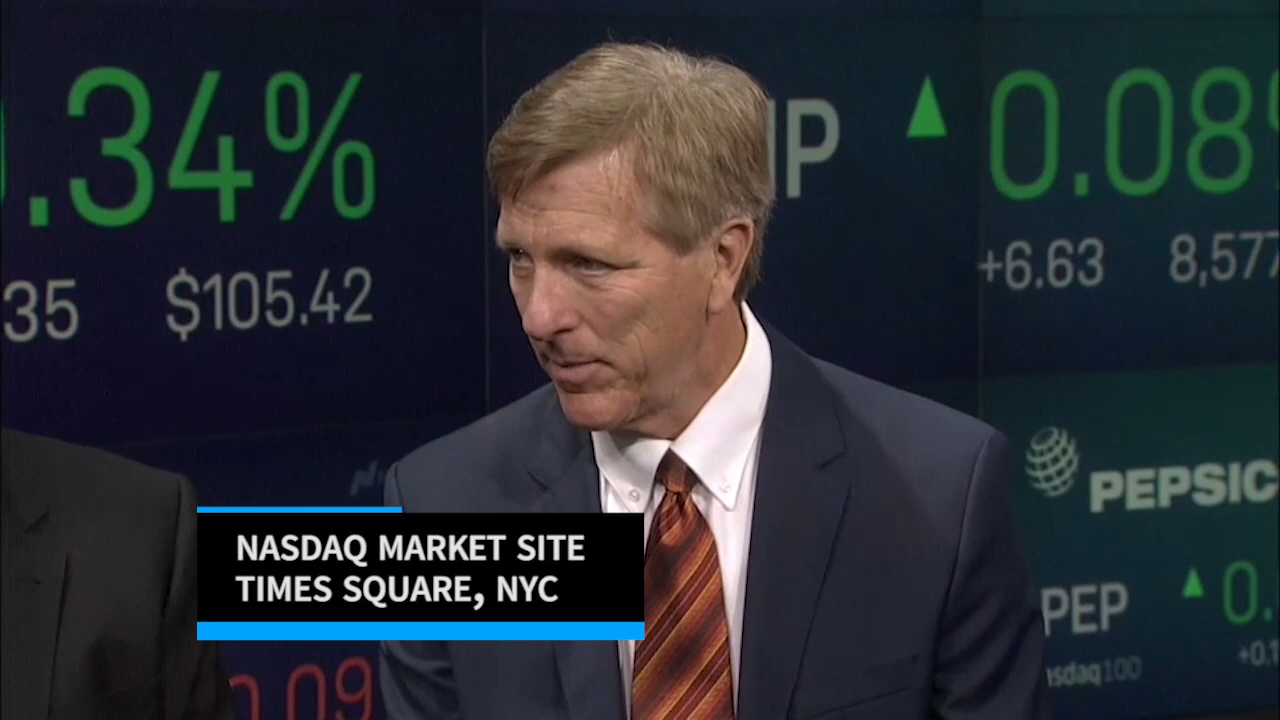 .34%
35
$105.42
IP
▲ 0.08%
+6.63
8,577
PEPSIC
PEP
▲ 0.
+0.1
nasdaq100
NASDAQ MARKET SITE
TIMES SQUARE, NYC
0.09